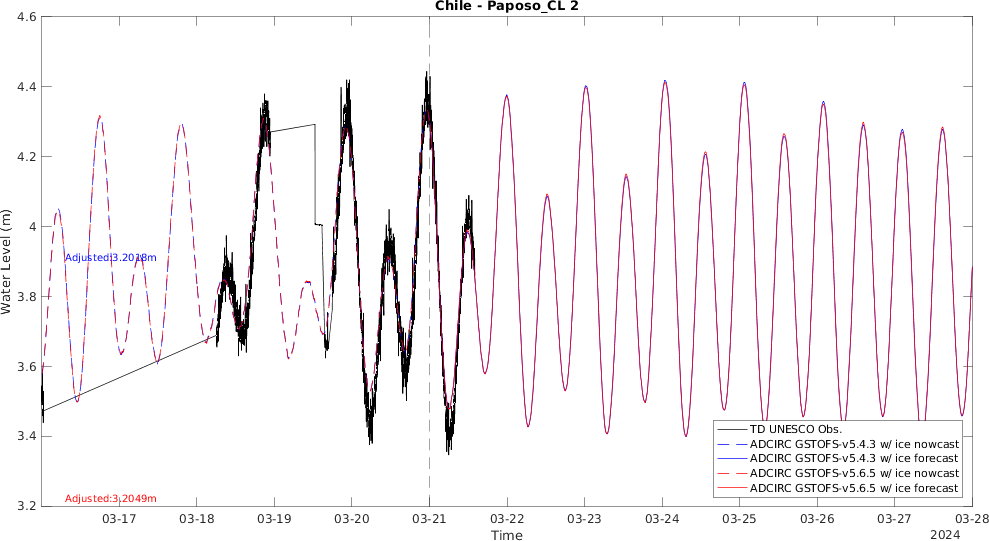 Chile - Paposo_CL 2
4.6
4.4
4.2
4
3.8
3.6
3.4
3.2
Water Level (m)
Adjusted:3.2018m
Adjusted:3.2049m
TD UNESCO Obs.
ADCIRC GSTOFS-v5.4.3 w/ ice nowcast
ADCIRC GSTOFS-v5.4.3 w/ ice forecast
ADCIRC GSTOFS-v5.6.5 w/ ice nowcast
ADCIRC GSTOFS-v5.6.5 w/ ice forecast
03-17 03-18 03-19 03-20 03-21 03-22 03-23 03-24 03-25 03-26 03-27 03-28
Time
2024